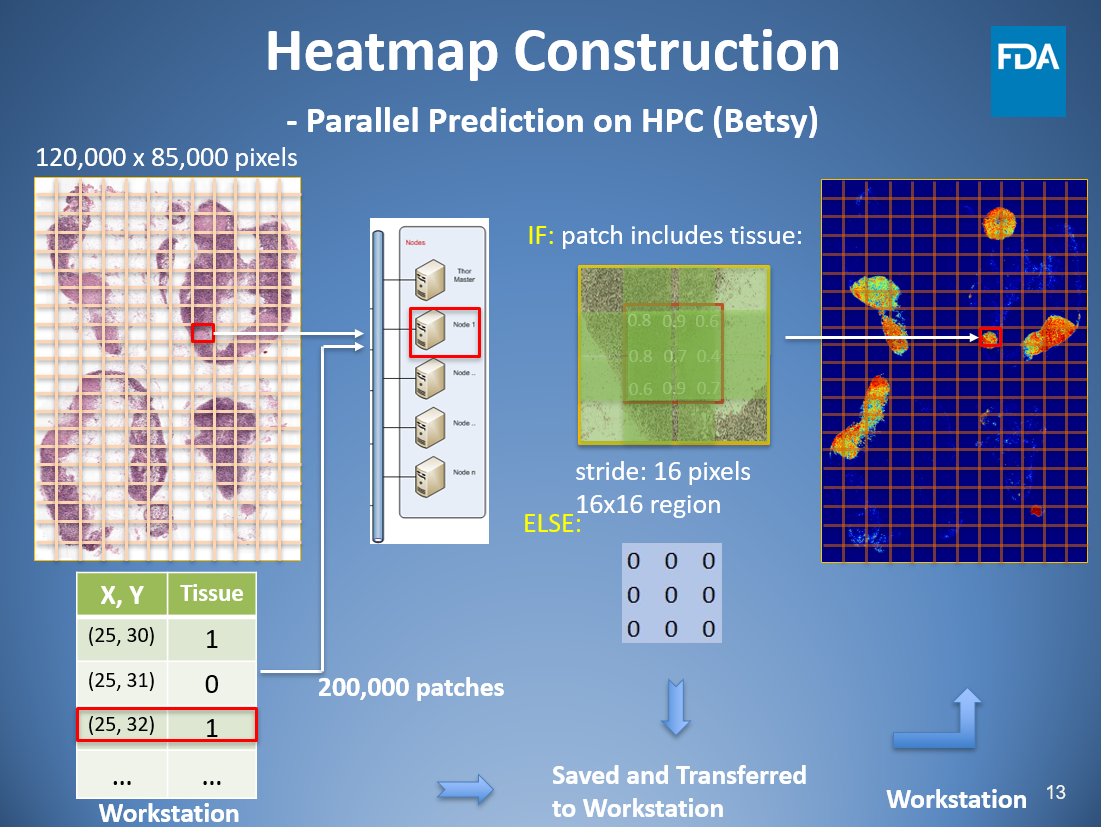 Heatmap Construction
FDA
- Parallel Prediction on HPC (Betsy)
120,000 x 85,000 pixels
Nodes
Thor
Master
Node 1
Node ..
Node ..
Node n
IF: patch includes tissue:
0.8 0.9 0.6
0.8 0.7 0.4
0.6 0.9 0.7
stride: 16 pixels
16x16 region
ELSE:
0 0 0
0 0 0
0 0 0
X, Y Tissue
(25, 30) 1
(25, 31) 0
(25, 32) 1
... ...
Workstation
200,000 patches
Saved and Transferred
to Workstation
Workstation
13